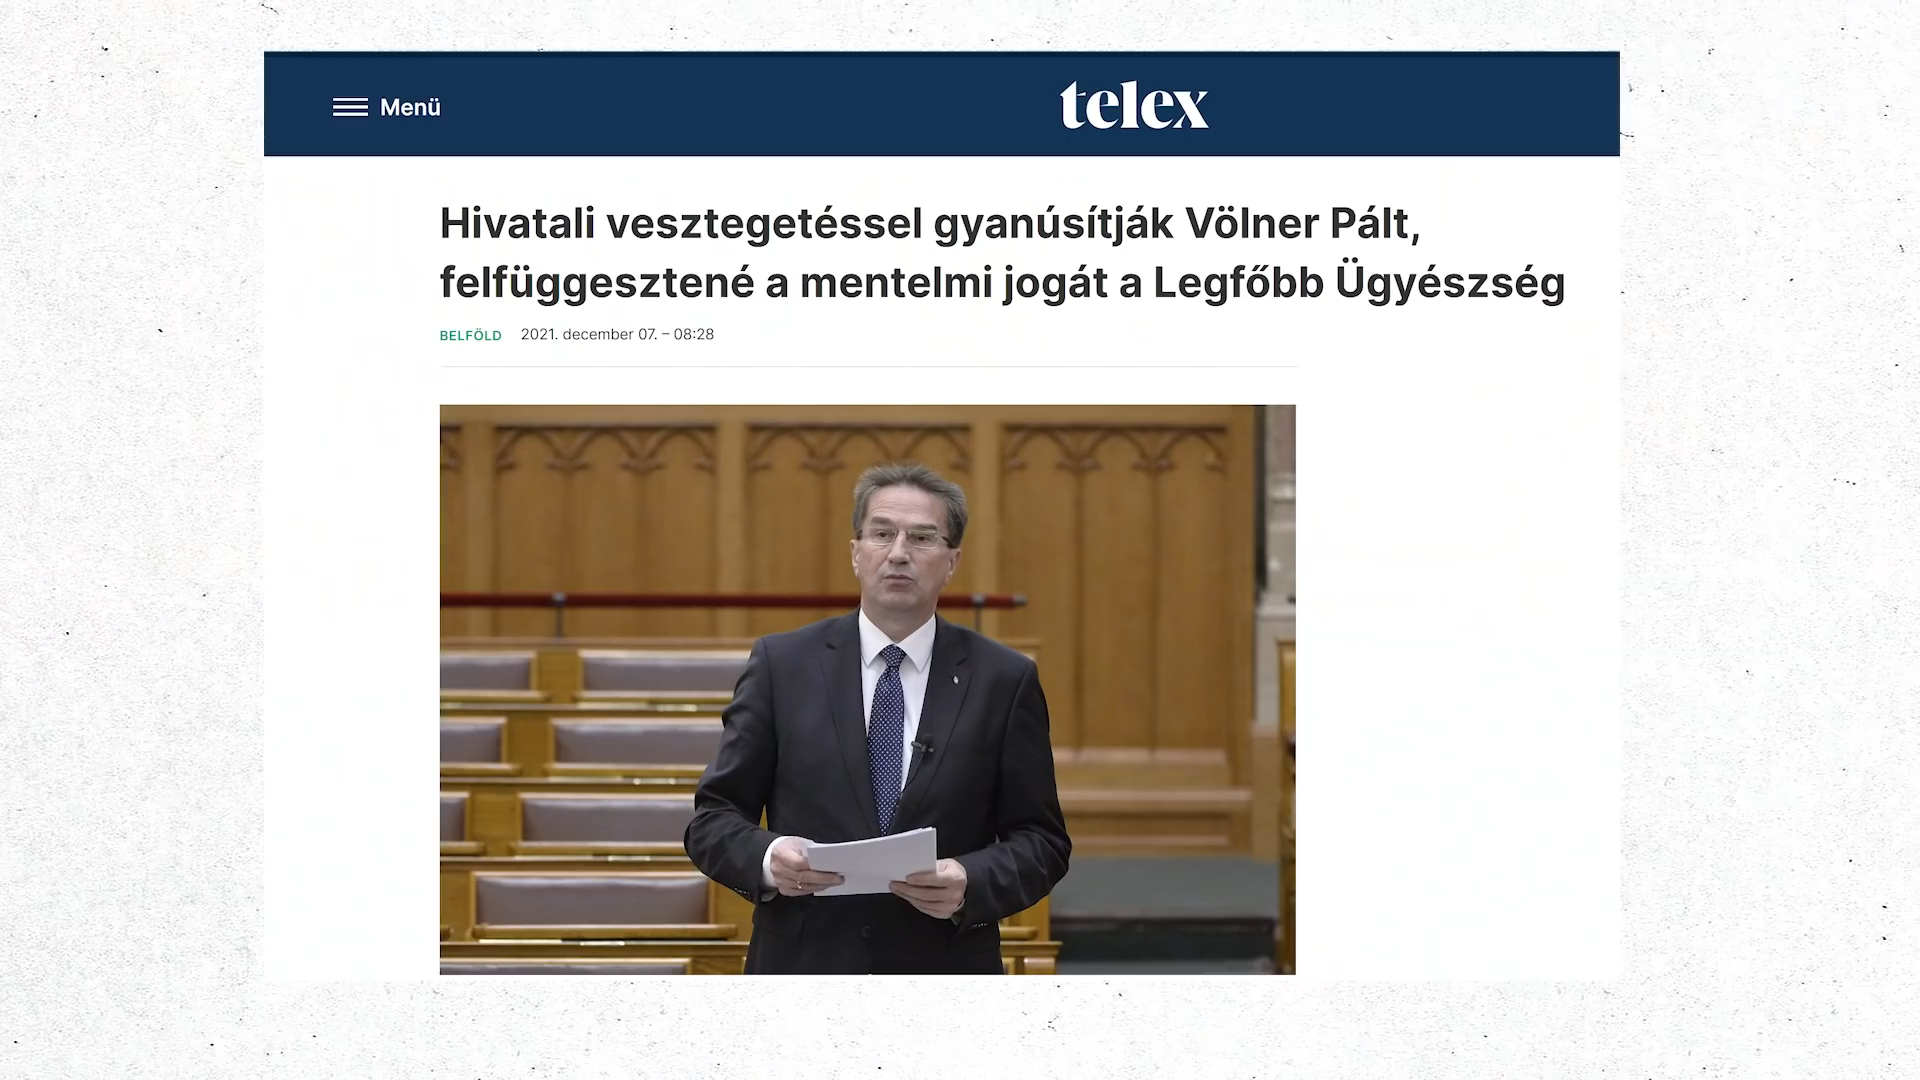 Menü
telex
Hivatali vesztegetéssel gyanúsítják Völner Pált,
felfüggesztené a mentelmi jogát a Legfőbb Ügyészség
BELFÖLD 2021. december 07. – 08:28